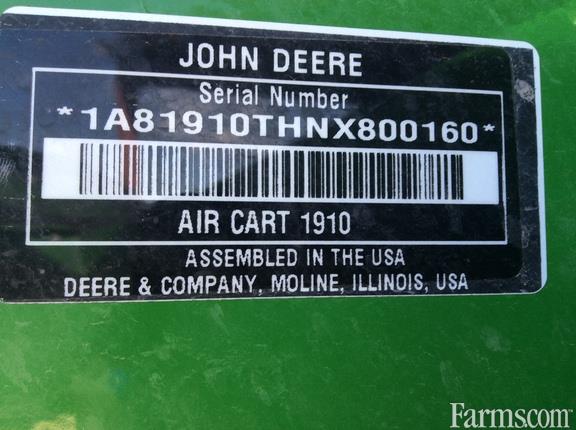 JOHN DEERE
Serial Number
*1A81910THNX800160*
AIR CART 1910
ASSEMBLED IN THE USA
DEERE & COMPANY, MOLINE, ILLINOIS, USA
Farms.com